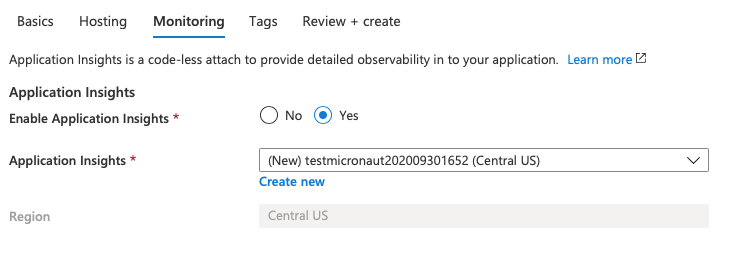 Basics Hosting Monitoring Tags Review + create
Application Insights is a code-less attach to provide detailed observability in to your application. Learn more
Application Insights
Enable Application Insights * No Yes
Application Insights * (New) testmicronaut202009301652 (Central US)
Create new
Region Central US